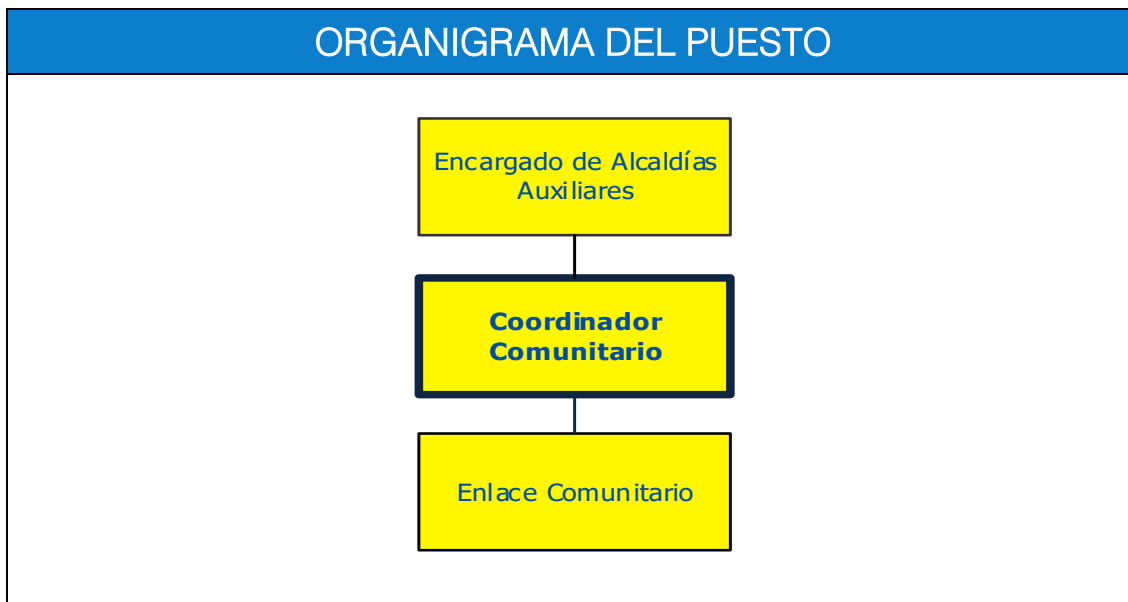 ORGANIGRAMA DEL PUESTO
Encargado de Alcaldías
Auxiliares
Coordinador
Comunitario
Enlace Comunitario